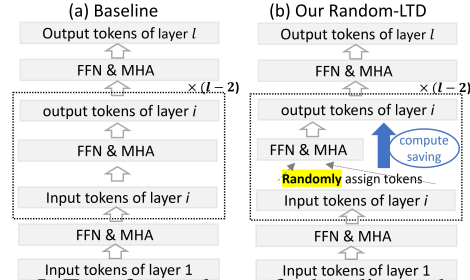 (a) Baseline
Output tokens of layer l
FFN & MHA
× (l − 2)
output tokens of layer i
FFN & MHA
Input tokens of layer i
FFN & MHA
Input tokens of layer 1
(b) Our Random-LTD
Output tokens of layer l
FFN & MHA
× (l − 2)
output tokens of layer i
FFN & MHA
compute
saving
Randomly assign tokens
Input tokens of layer i
FFN & MHA
Input tokens of layer 1